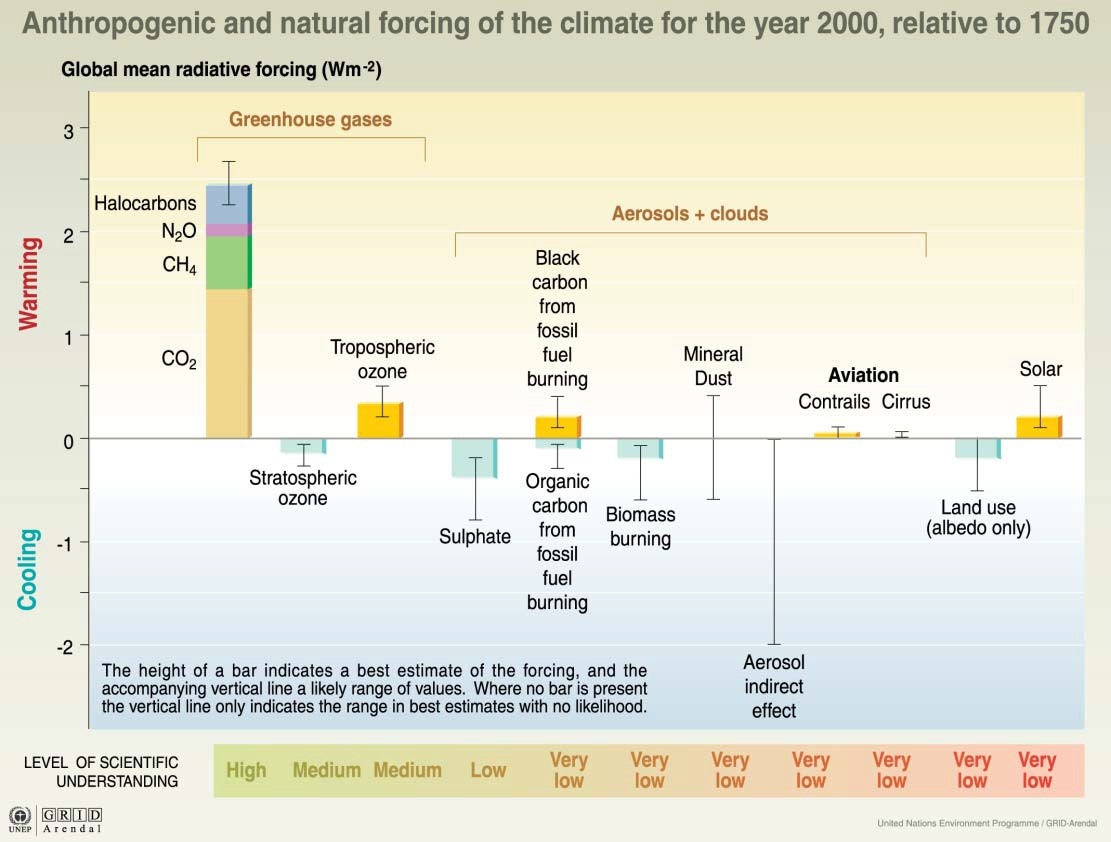 Anthropogenic and natural forcing of the climate for the year 2000, relative to 1750
Global mean radiative forcing (Wm-2)
Greenhouse gases
3
Halocarbons
N2O
CH4
CO2
2
1
0
-1
-2
Warming
Cooling
Aerosols + clouds
Stratospheric
ozone
Tropospheric
ozone
Sulphate
Black
carbon
from
fossil
fuel
burning
Organic
carbon
from
fossil
fuel
burning
Biomass
burning
Mineral
Dust
Aerosol
indirect
effect
Aviation
Contrails Cirrus
Land use
(albedo only)
Solar
The height of a bar indicates a best estimate of the forcing, and the
accompanying vertical line a likely range of values. Where no bar is present
the vertical line only indicates the range in best estimates with no likelihood.
LEVEL OF SCIENTIFIC
UNDERSTANDING
High
Medium
Medium
Low
Very
low
Very
low
Very
low
Very
low
Very
low
Very
low
Very
low
UNEP
GRID
Arendal
United Nations Environment Programme / GRID-Arendal